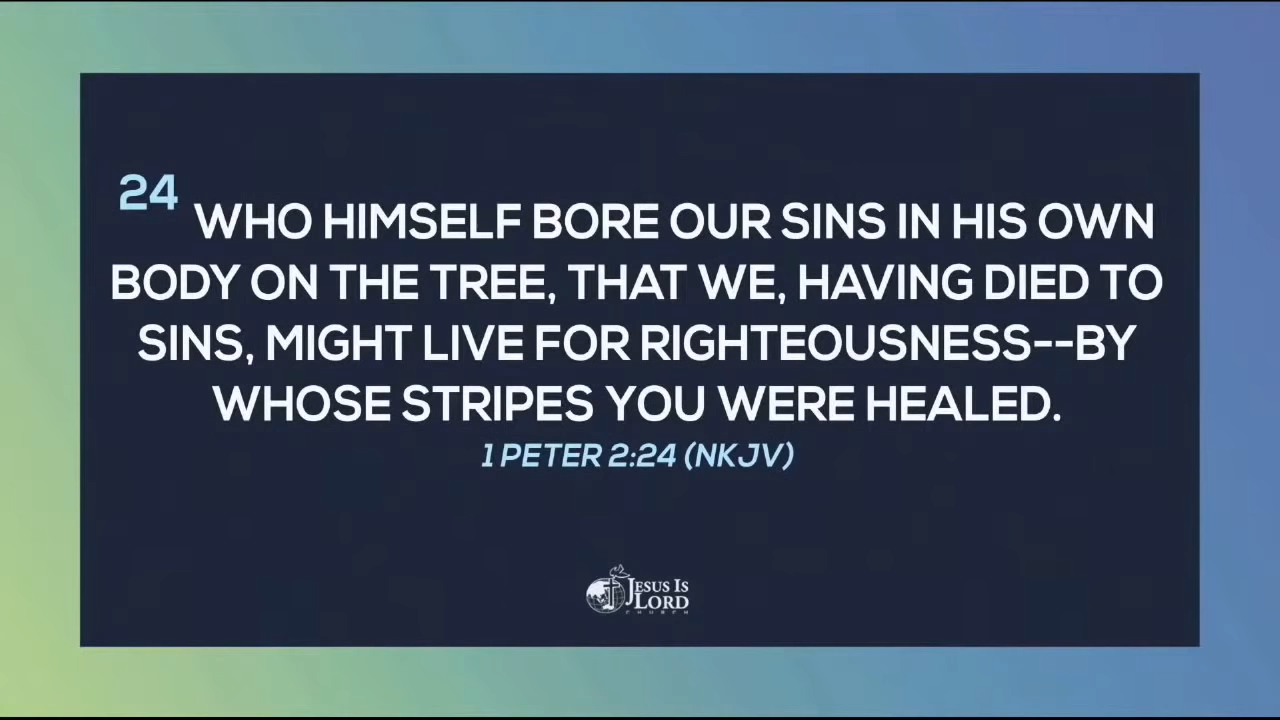 24 WHO HIMSELF BORE OUR SINS IN HIS OWN
BODY ON THE TREE, THAT WE, HAVING DIED TO
SINS, MIGHT LIVE FOR RIGHTEOUSNESS--BY
WHOSE STRIPES YOU WERE HEALED.
1 PETER 2:24 (NKJV)
JESUS IS
LORD
CHURCH